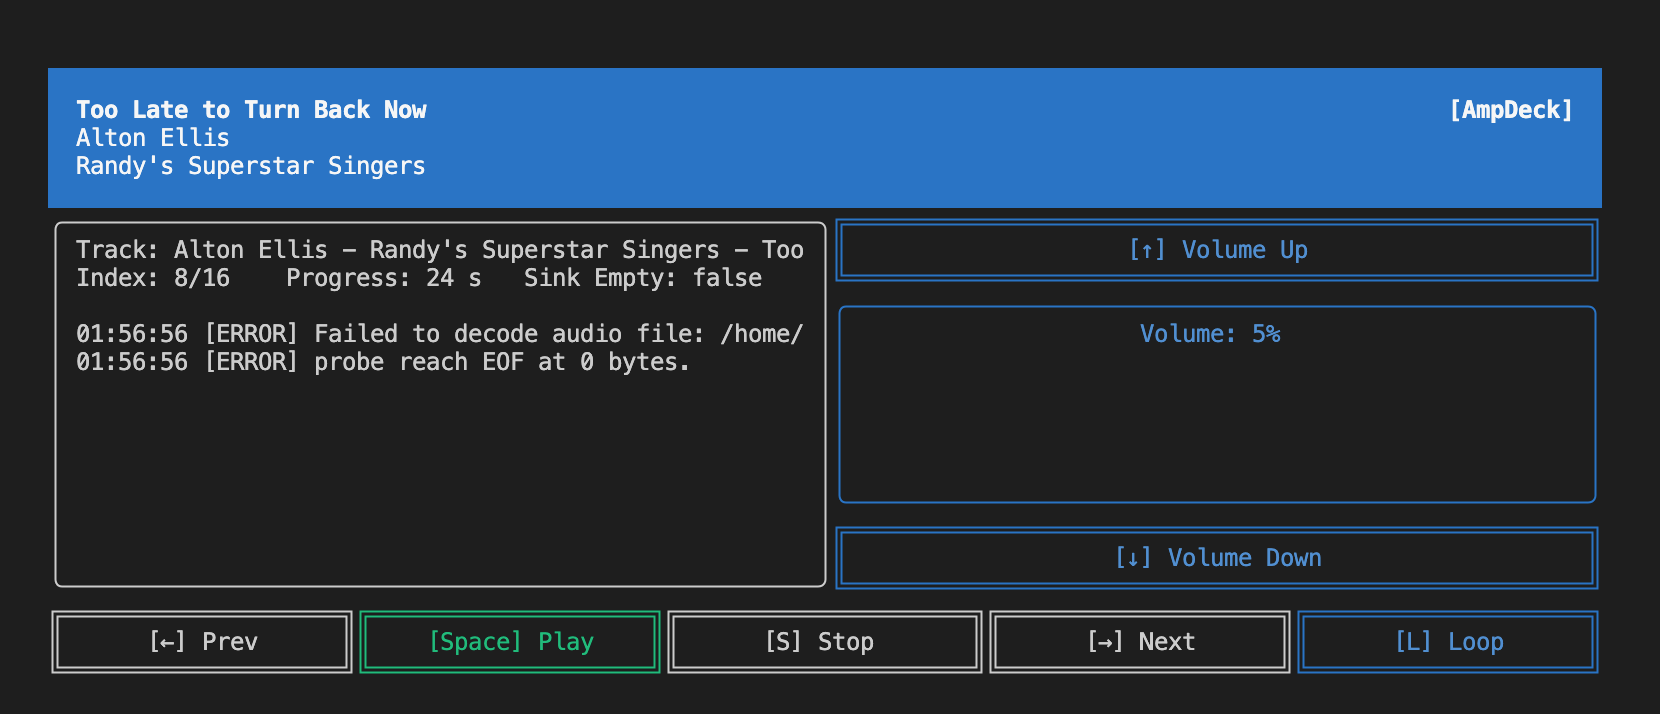 Too Late to Turn Back Now [AmpDeck]
Alton Ellis
Randy's Superstar Singers
Track: Alton Ellis – Randy's Superstar Singers – Too
Index: 8/16 Progress: 24 s Sink Empty: false
01:56:56 [ERROR] Failed to decode audio file: /home/
01:56:56 [ERROR] probe reach EOF at 0 bytes.
[↑] Volume Up
Volume: 5%
[↓] Volume Down
[←] Prev [Space] Play [S] Stop [→] Next [L] Loop